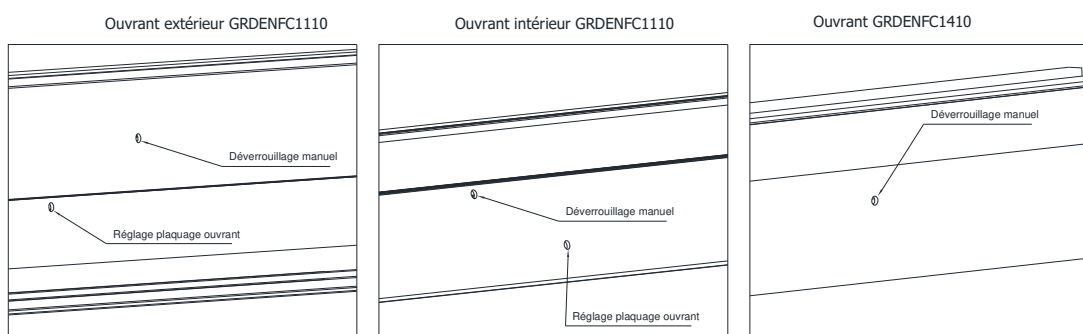 Ouvrant extérieur GRDENFC1110
Déverrouillage manuel
Réglage plaquage ouvrant
Ouvrant intérieur GRDENFC1110
Déverrouillage manuel
Réglage plaquage ouvrant
Ouvrant GRDENFC1410
Déverrouillage manuel